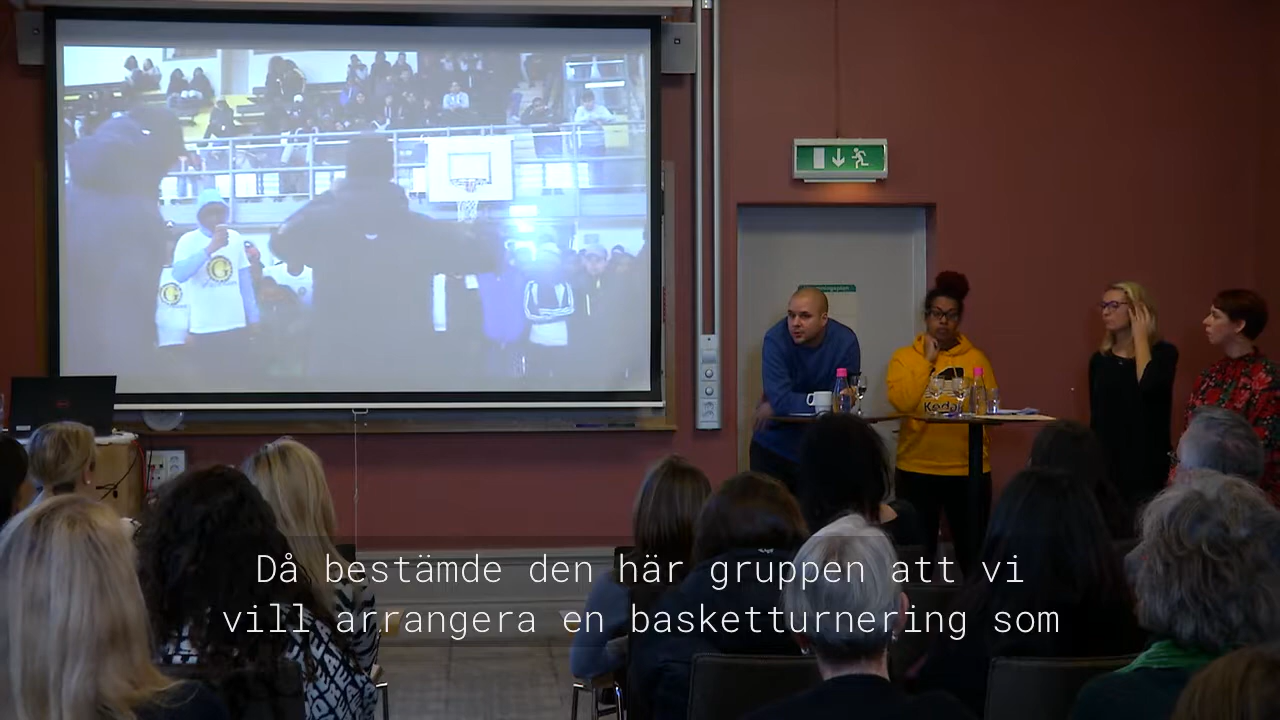 Då bestämde den här gruppen att vi
vill arrangera en basketturnering som